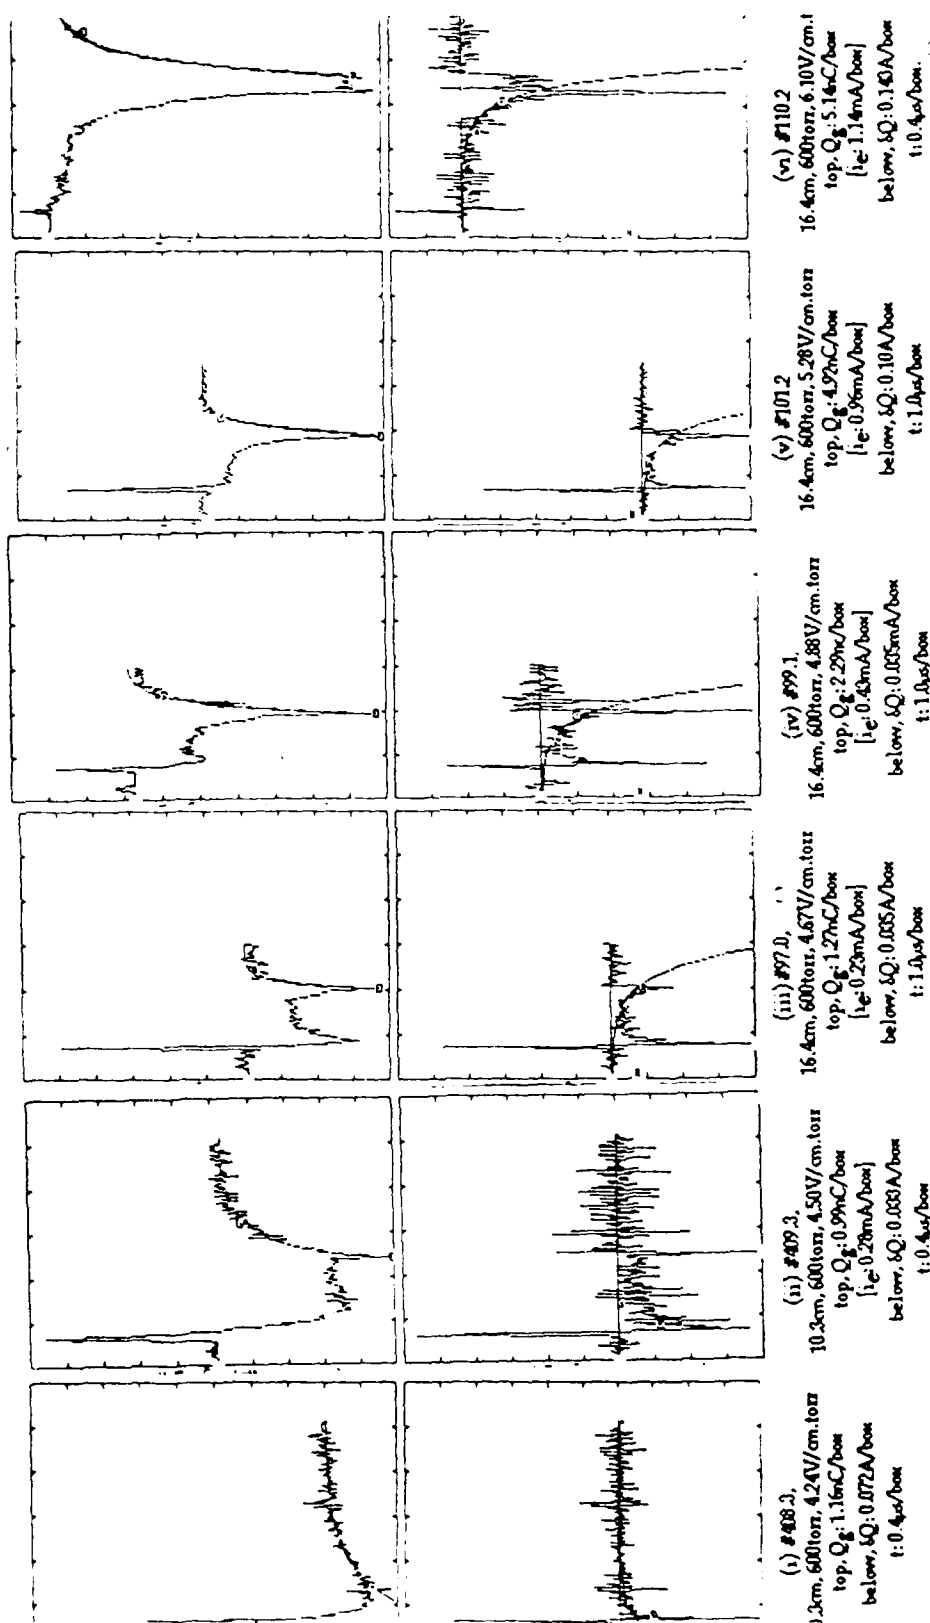 (i) #408.3,
.3cm, 600torr, 4.24V/cm.torr
top, Qg: 1.16nC/box
below, δQ: 0.072A/box
t: 0.4μs/box
(ii) #409.3,
10.3cm, 600torr, 4.50V/cm.torr
top, Qg: 0.99nC/box
[ie: 0.28mA/box]
below, δQ: 0.033A/box
t: 0.4μs/box
(iii) #97.0,
16.4cm, 600torr, 4.67V/cm.torr
top, Qg: 1.27nC/box
[ie: 0.23mA/box]
below, δQ: 0.035A/box
t: 1.0μs/box
(iv) #99.1,
16.4cm, 600torr, 4.88V/cm.torr
top, Qg: 2.29nc/box
[ie: 0.43mA/box]
below, δQ: 0.035mA/box
t: 1.0μs/box
(v) #101.2
16.4cm, 600torr, 5.28V/cm.torr
top, Qg: 4.92nC/box
[ie: 0.96mA/box]
below, δQ: 0.10A/box
t: 1.0μs/box
(vi) #110.2
16.4cm, 600torr, 6.10V/cm.t
top, Qg: 5.14nC/box
[ie: 1.14mA/box]
below, δQ: 0.143A/box
t: 0.4μs/box.